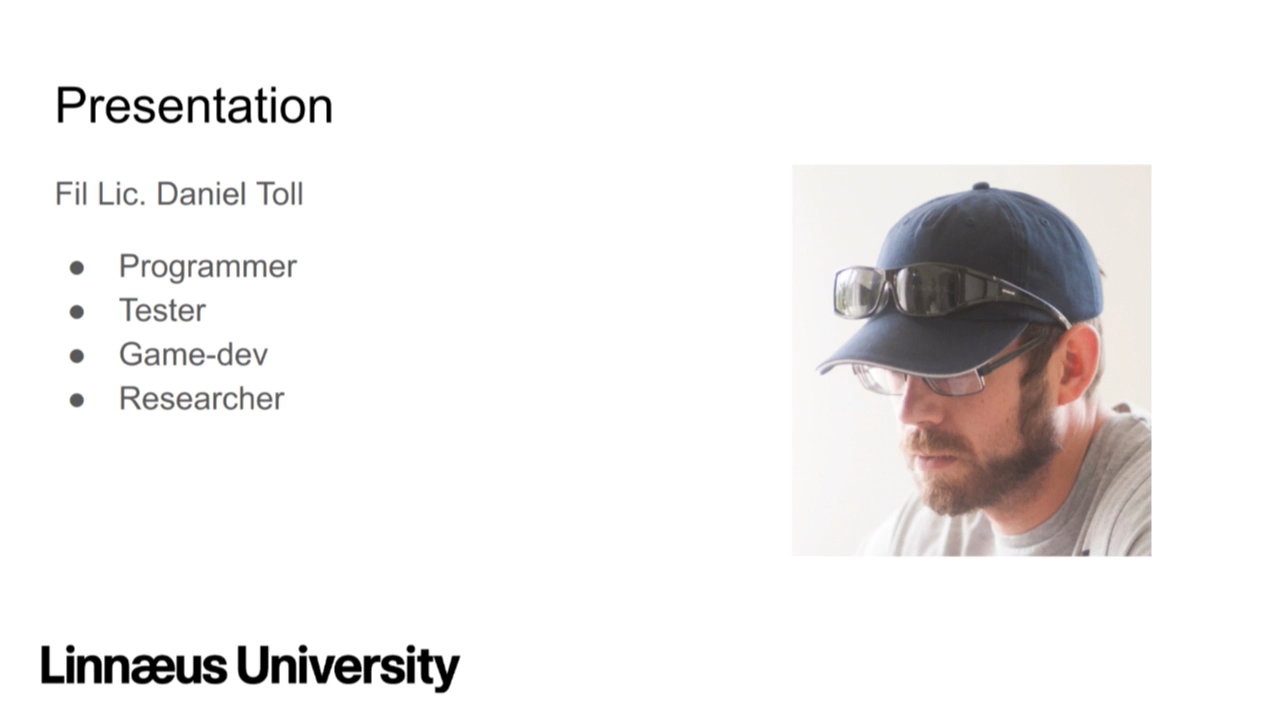 Presentation
Fil Lic. Daniel Toll
● Programmer
● Tester
● Game-dev
● Researcher
Linnæus University